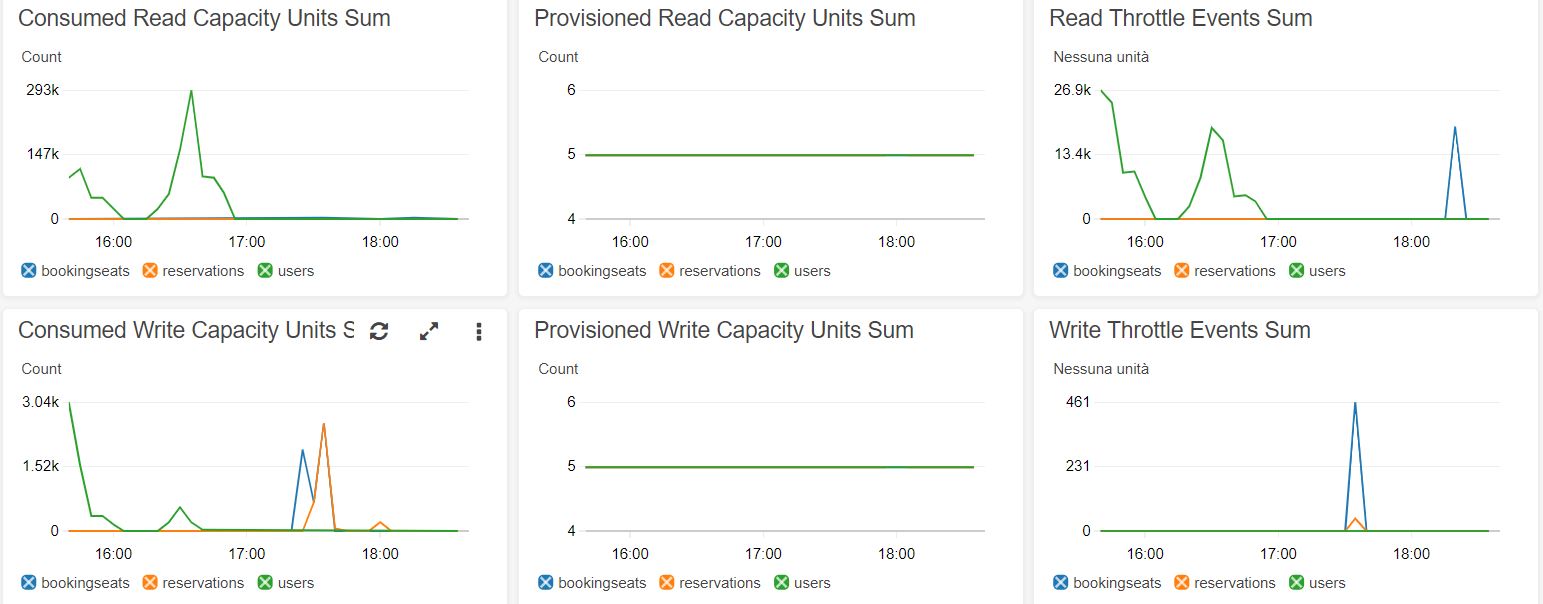 Consumed Read Capacity Units Sum
Count
293k
147k
0
16:00 17:00 18:00
bookingseats reservations users
Provisioned Read Capacity Units Sum
Count
6
5
4
16:00 17:00 18:00
bookingseats reservations users
Read Throttle Events Sum
Nessuna unità
26.9k
13.4k
0
16:00 17:00 18:00
bookingseats reservations users
Consumed Write Capacity Units S
Count
3.04k
1.52k
0
16:00 17:00 18:00
bookingseats reservations users
Provisioned Write Capacity Units Sum
Count
6
5
4
16:00 17:00 18:00
bookingseats reservations users
Write Throttle Events Sum
Nessuna unità
461
231
0
16:00 17:00 18:00
bookingseats reservations users